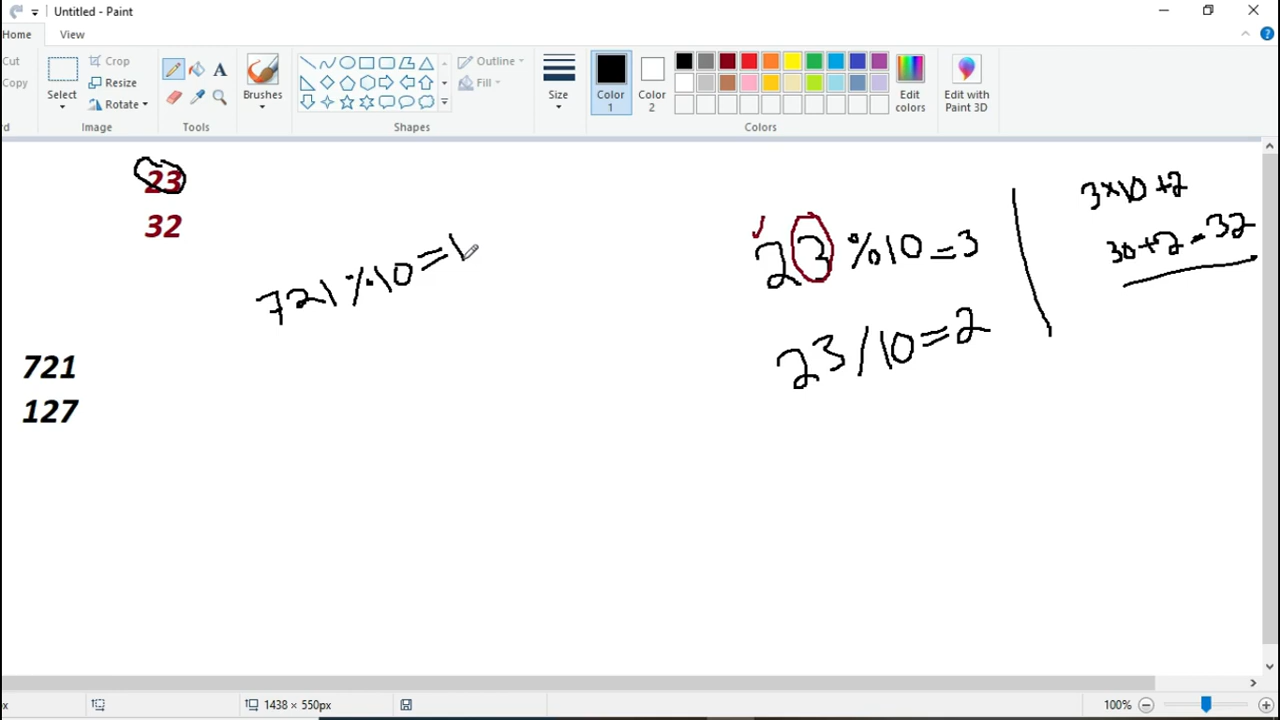 Untitled - Paint
Home View
Cut
Copy
Select
Crop
Resize
Rotate
Image
Tools
Brushes
Shapes
Outline
Fill
Size
Color 1
Color 2
Colors
Edit colors
Edit with Paint 3D
23
32
721%10=1
721
127
23%10=3
23/10=2
3×10+2
30+2=32
1438 × 550px
100%